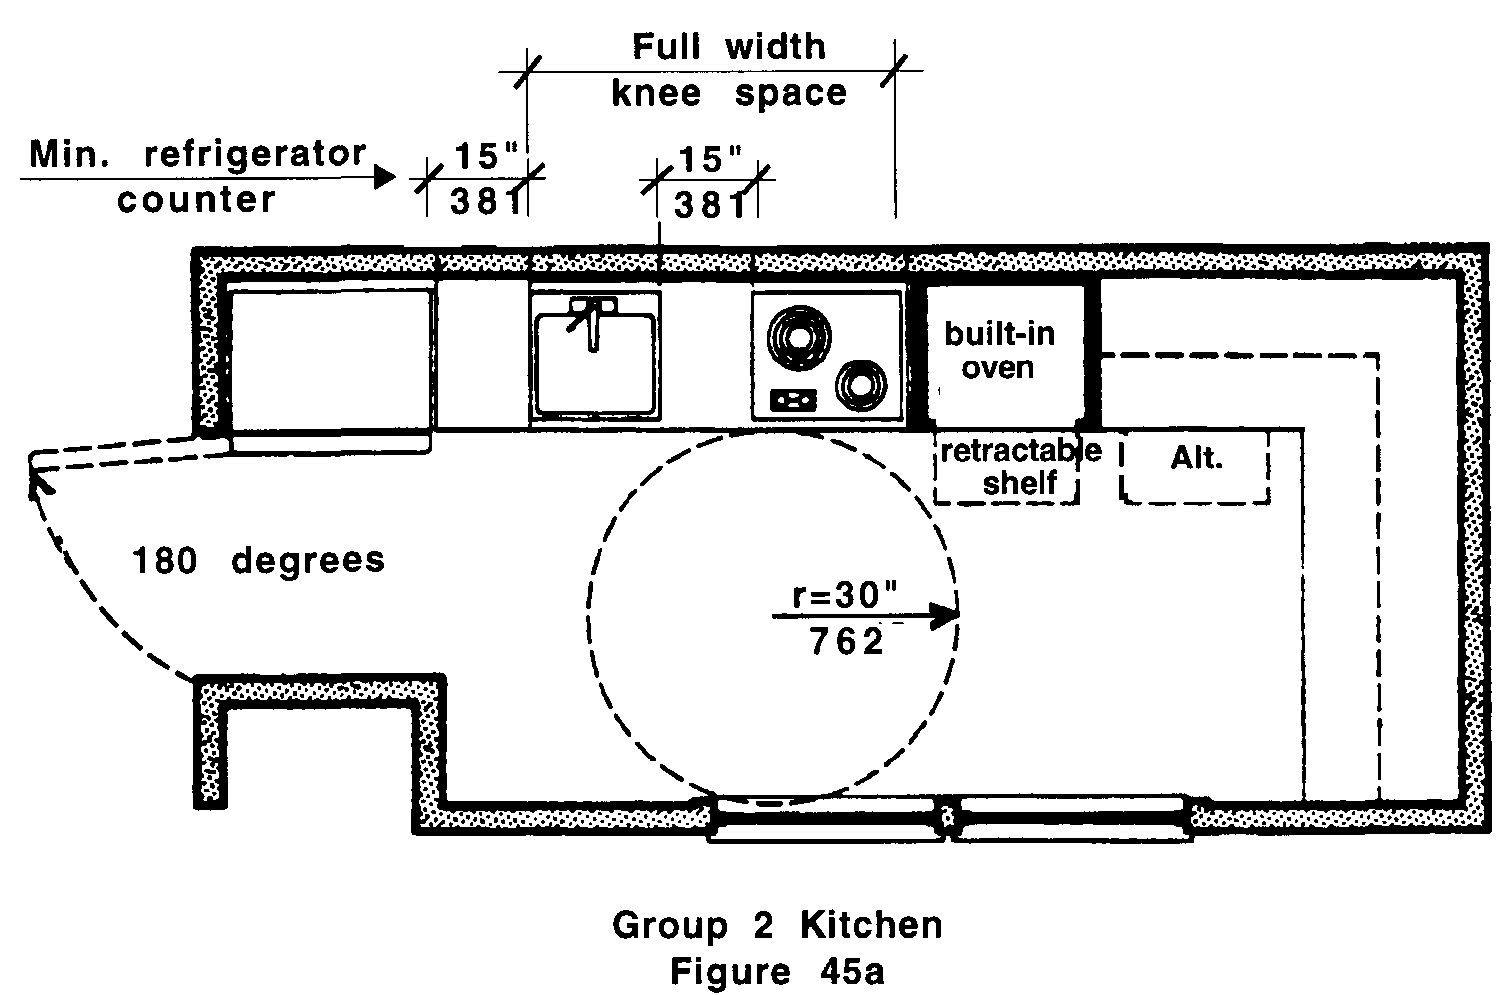 Full width
knee space
Min. refrigerator
counter
15"
381
15"
381
built-in
oven
retractable
shelf
Alt.
180 degrees
r=30"
762
Group 2 Kitchen
Figure 45a